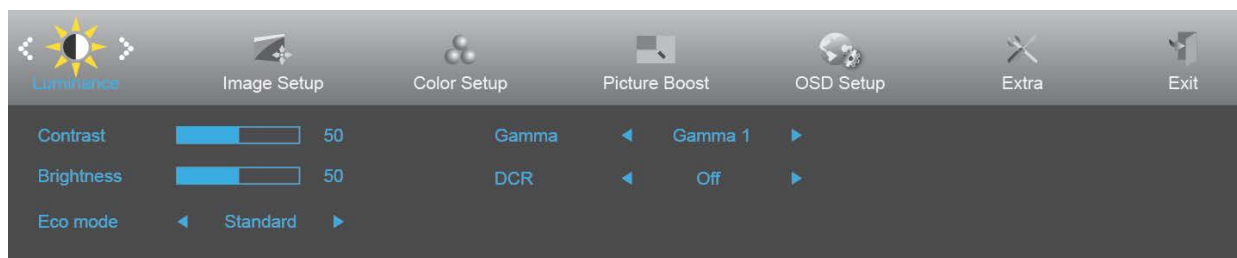 Luminance Image Setup Color Setup Picture Boost OSD Setup Extra Exit
Contrast 50 Gamma Gamma 1
Brightness 50 DCR Off
Eco mode Standard